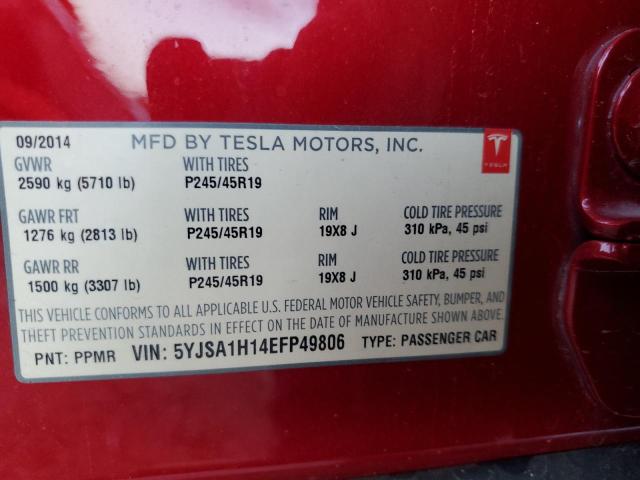 09/2014 MFD BY TESLA MOTORS, INC.
GVWR WITH TIRES
2590 kg (5710 lb) P245/45R19
TESLA
GAWR FRT WITH TIRES RIM COLD TIRE PRESSURE
1276 kg (2813 lb) P245/45R19 19X8 J 310 kPa, 45 psi
GAWR RR WITH TIRES RIM COLD TIRE PRESSURE
1500 kg (3307 lb) P245/45R19 19X8 J 310 kPa, 45 psi
THIS VEHICLE CONFORMS TO ALL APPLICABLE U.S. FEDERAL MOTOR VEHICLE SAFETY, BUMPER, AND
THEFT PREVENTION STANDARDS IN EFFECT ON THE DATE OF MANUFACTURE SHOWN ABOVE.
PNT: PPMR VIN: 5YJSA1H14EFP49806 TYPE: PASSENGER CAR